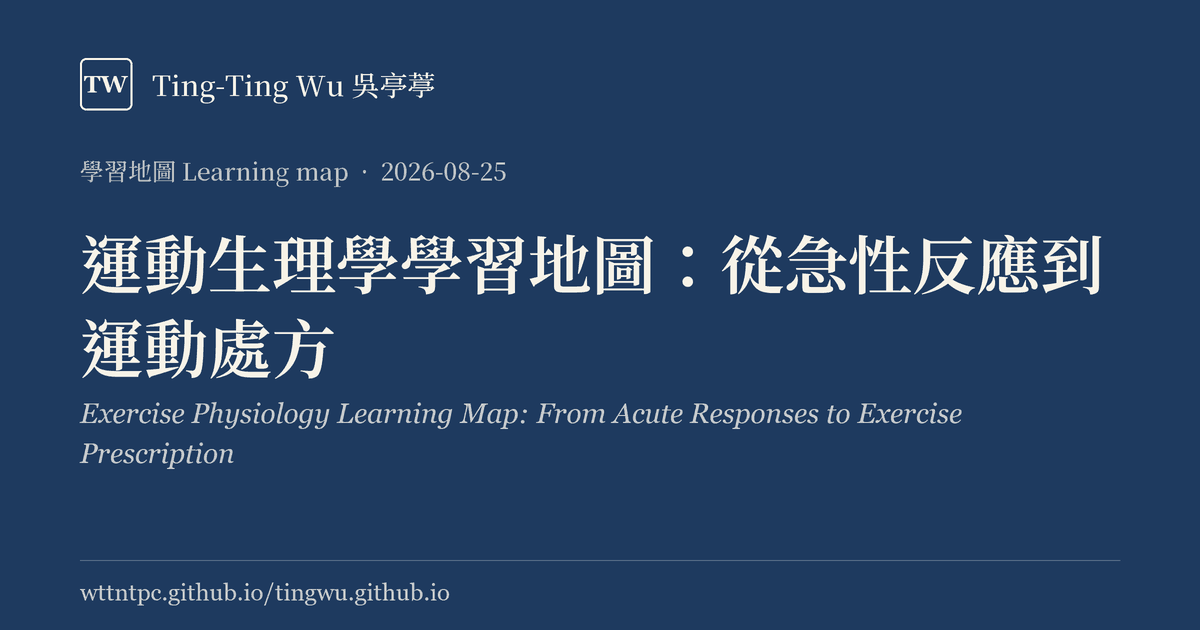 TW
Ting-Ting Wu 吳亭葶
學習地圖 Learning map · 2026-08-25
運動生理學學習地圖：從急性反應到
運動處方
Exercise Physiology Learning Map: From Acute Responses to Exercise
Prescription
wttntpc.github.io/tingwu.github.io